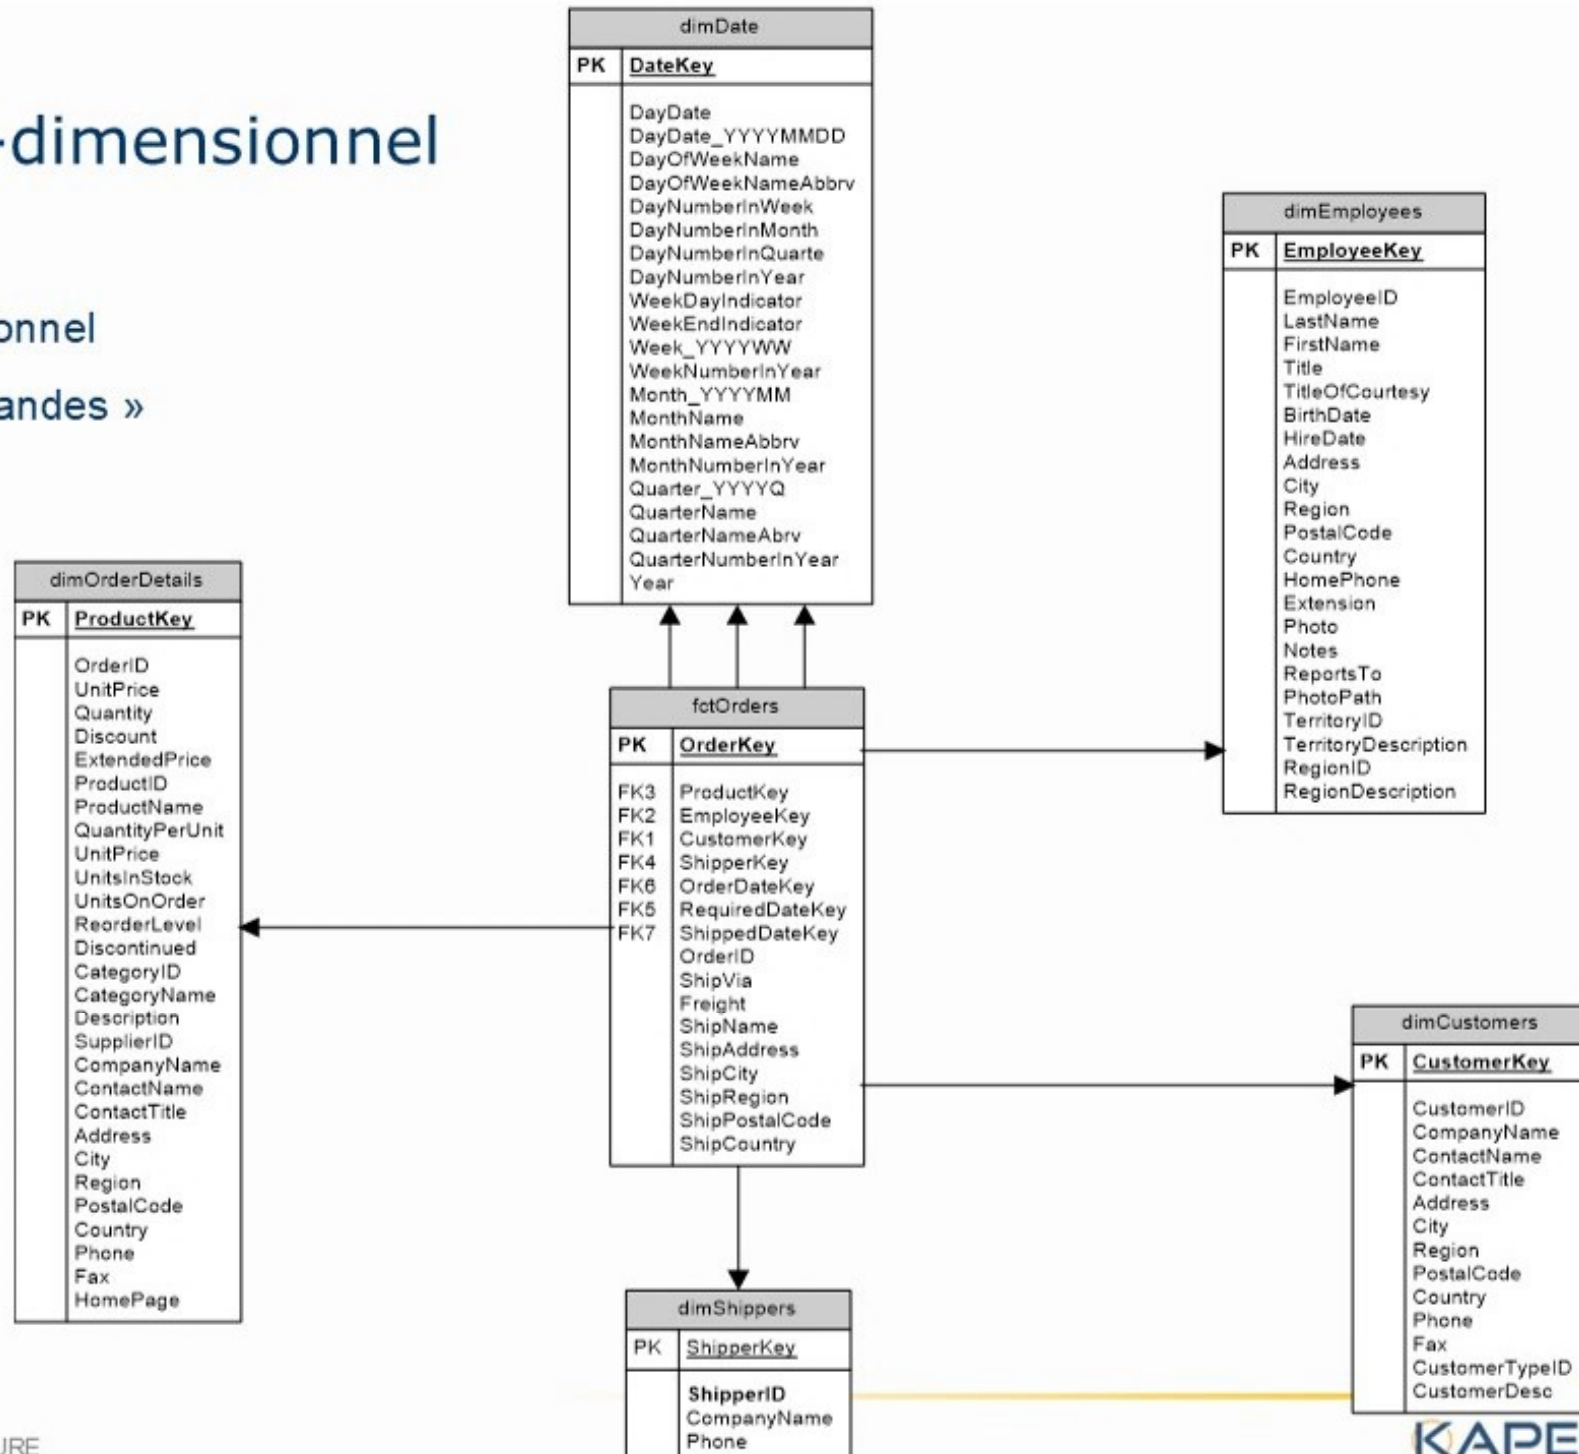 -dimensionnel
onnel
andes »
dimDate
PK DateKey
DayDate
DayDate_YYYYMMDD
DayOfWeekName
DayOfWeekNameAbbrv
DayNumberInWeek
DayNumberInMonth
DayNumberInQuarte
DayNumberInYear
WeekDayIndicator
WeekEndIndicator
Week_YYYYWW
WeekNumberInYear
Month_YYYYMM
MonthName
MonthNameAbbrv
MonthNumberInYear
Quarter_YYYYQ
QuarterName
QuarterNameAbrv
QuarterNumberInYear
Year
dimEmployees
PK EmployeeKey
EmployeeID
LastName
FirstName
Title
TitleOfCourtesy
BirthDate
HireDate
Address
City
Region
PostalCode
Country
HomePhone
Extension
Photo
Notes
ReportsTo
PhotoPath
TerritoryID
TerritoryDescription
RegionID
RegionDescription
dimOrderDetails
PK ProductKey
OrderID
UnitPrice
Quantity
Discount
ExtendedPrice
ProductID
ProductName
QuantityPerUnit
UnitPrice
UnitsInStock
UnitsOnOrder
ReorderLevel
Discontinued
CategoryID
CategoryName
Description
SupplierID
CompanyName
ContactName
ContactTitle
Address
City
Region
PostalCode
Country
Phone
Fax
HomePage
fctOrders
PK OrderKey
FK3 ProductKey
FK2 EmployeeKey
FK1 CustomerKey
FK4 ShipperKey
FK6 OrderDateKey
FK5 RequiredDateKey
FK7 ShippedDateKey
OrderID
ShipVia
Freight
ShipName
ShipAddress
ShipCity
ShipRegion
ShipPostalCode
ShipCountry
dimCustomers
PK CustomerKey
CustomerID
CompanyName
ContactName
ContactTitle
Address
City
Region
PostalCode
Country
Phone
Fax
CustomerTypeID
CustomerDesc
dimShippers
PK ShipperKey
ShipperID
CompanyName
Phone
URE
KAPE